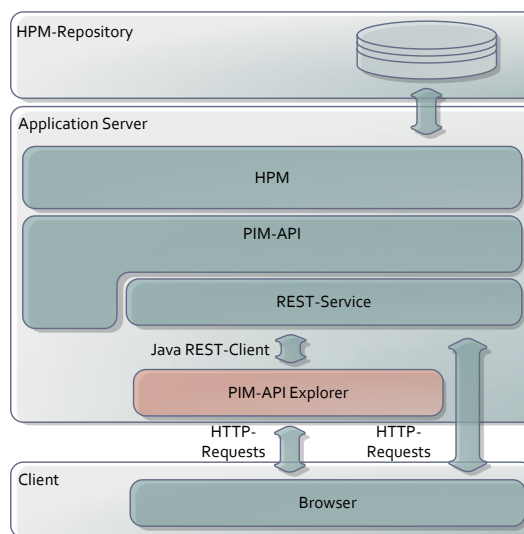 HPM-Repository
Application Server
HPM
PIM-API
REST-Service
Java REST-Client
PIM-API Explorer
HTTP-
Requests
HTTP-
Requests
Client
Browser